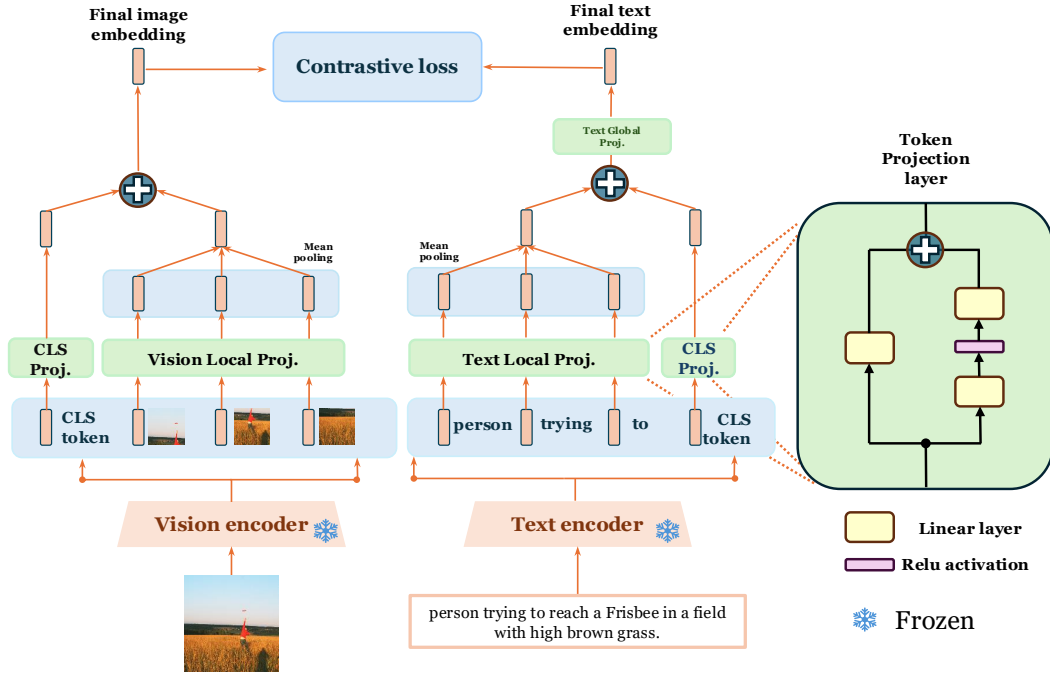 Final image
embedding
Final text
embedding
Contrastive loss
Text Global
Proj.
Token
Projection
layer
Mean
pooling
Mean
pooling
CLS
Proj.
Vision Local Proj.
Text Local Proj.
CLS
Proj.
CLS
token
person
trying
to
CLS
token
Vision encoder
Text encoder
Linear layer
Relu activation
Frozen
person trying to reach a Frisbee in a field
with high brown grass.